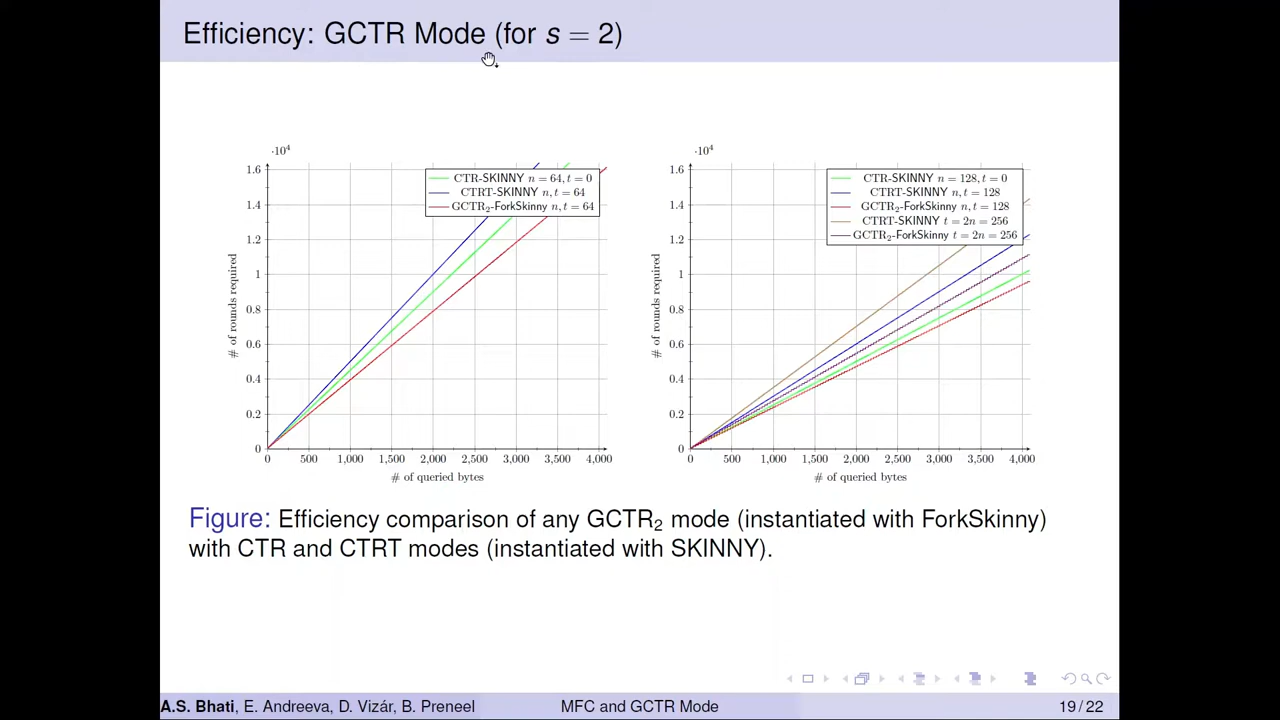 Efficiency: GCTR Mode (for s = 2)
·10⁴
1.6
1.4
1.2
1
0.8
0.6
0.4
0.2
0
# of rounds required
CTR-SKINNY n = 64, t = 0
CTRT-SKINNY n, t = 64
GCTR₂-ForkSkinny n, t = 64
0 500 1,000 1,500 2,000 2,500 3,000 3,500 4,000
# of queried bytes
·10⁴
1.6
1.4
1.2
1
0.8
0.6
0.4
0.2
0
# of rounds required
CTR-SKINNY n = 128, t = 0
CTRT-SKINNY n, t = 128
GCTR₂-ForkSkinny n, t = 128
CTRT-SKINNY t = 2n = 256
GCTR₂-ForkSkinny t = 2n = 256
0 500 1,000 1,500 2,000 2,500 3,000 3,500 4,000
# of queried bytes
Figure: Efficiency comparison of any GCTR₂ mode (instantiated with ForkSkinny)
with CTR and CTRT modes (instantiated with SKINNY).
A.S. Bhati, E. Andreeva, D. Vizár, B. Preneel MFC and GCTR Mode 19 / 22